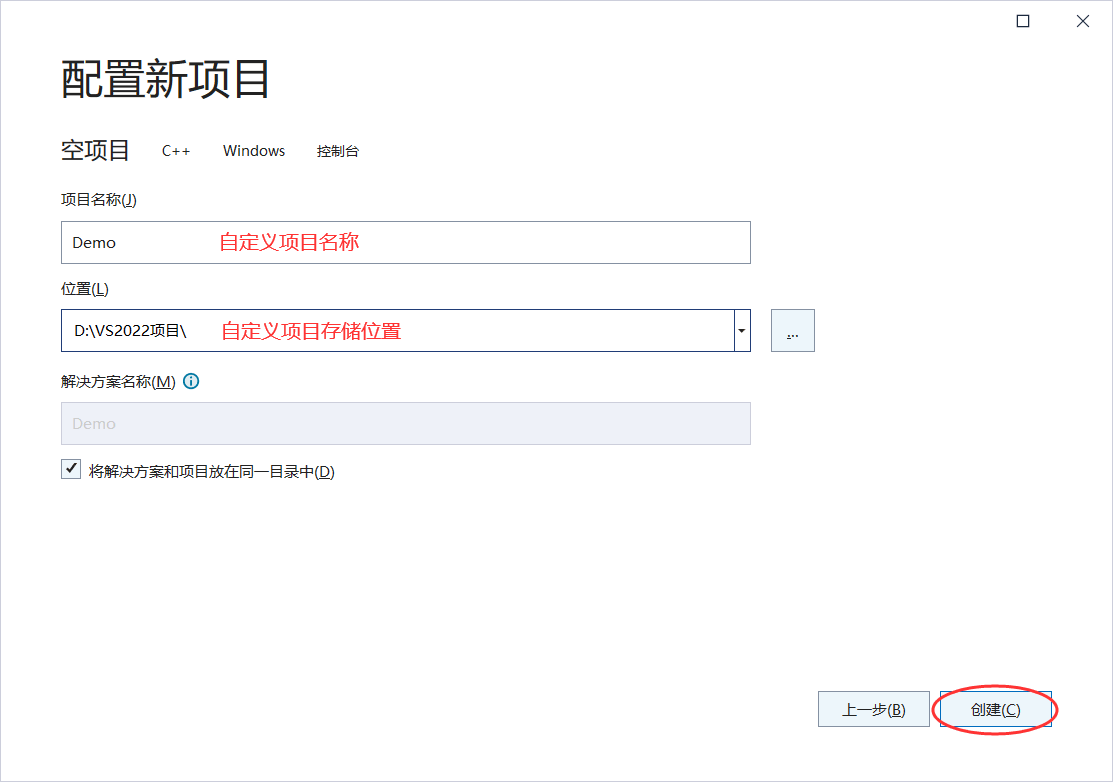 配置新项目
空项目 C++ Windows 控制台
项目名称(J)
Demo 自定义项目名称
位置(L)
D:\VS2022项目\ 自定义项目存储位置
...
解决方案名称(M)
Demo
将解决方案和项目放在同一目录中(D)
上一步(B) 创建(C)